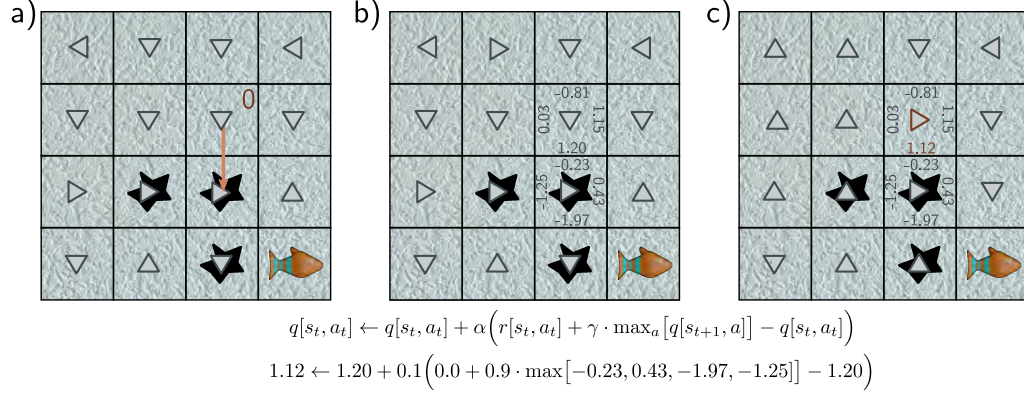 a) b) c)
0
-0.81 -0.81
0.03 1.15 0.03 1.15
1.20 1.12
-0.23 -0.23
-1.25 0.43 -1.25 0.43
-1.97 -1.97
q[s_t, a_t] ← q[s_t, a_t] + α(r[s_t, a_t] + γ · max_a[q[s_{t+1}, a]] − q[s_t, a_t])
1.12 ← 1.20 + 0.1(0.0 + 0.9 · max[−0.23, 0.43, −1.97, −1.25]] − 1.20)